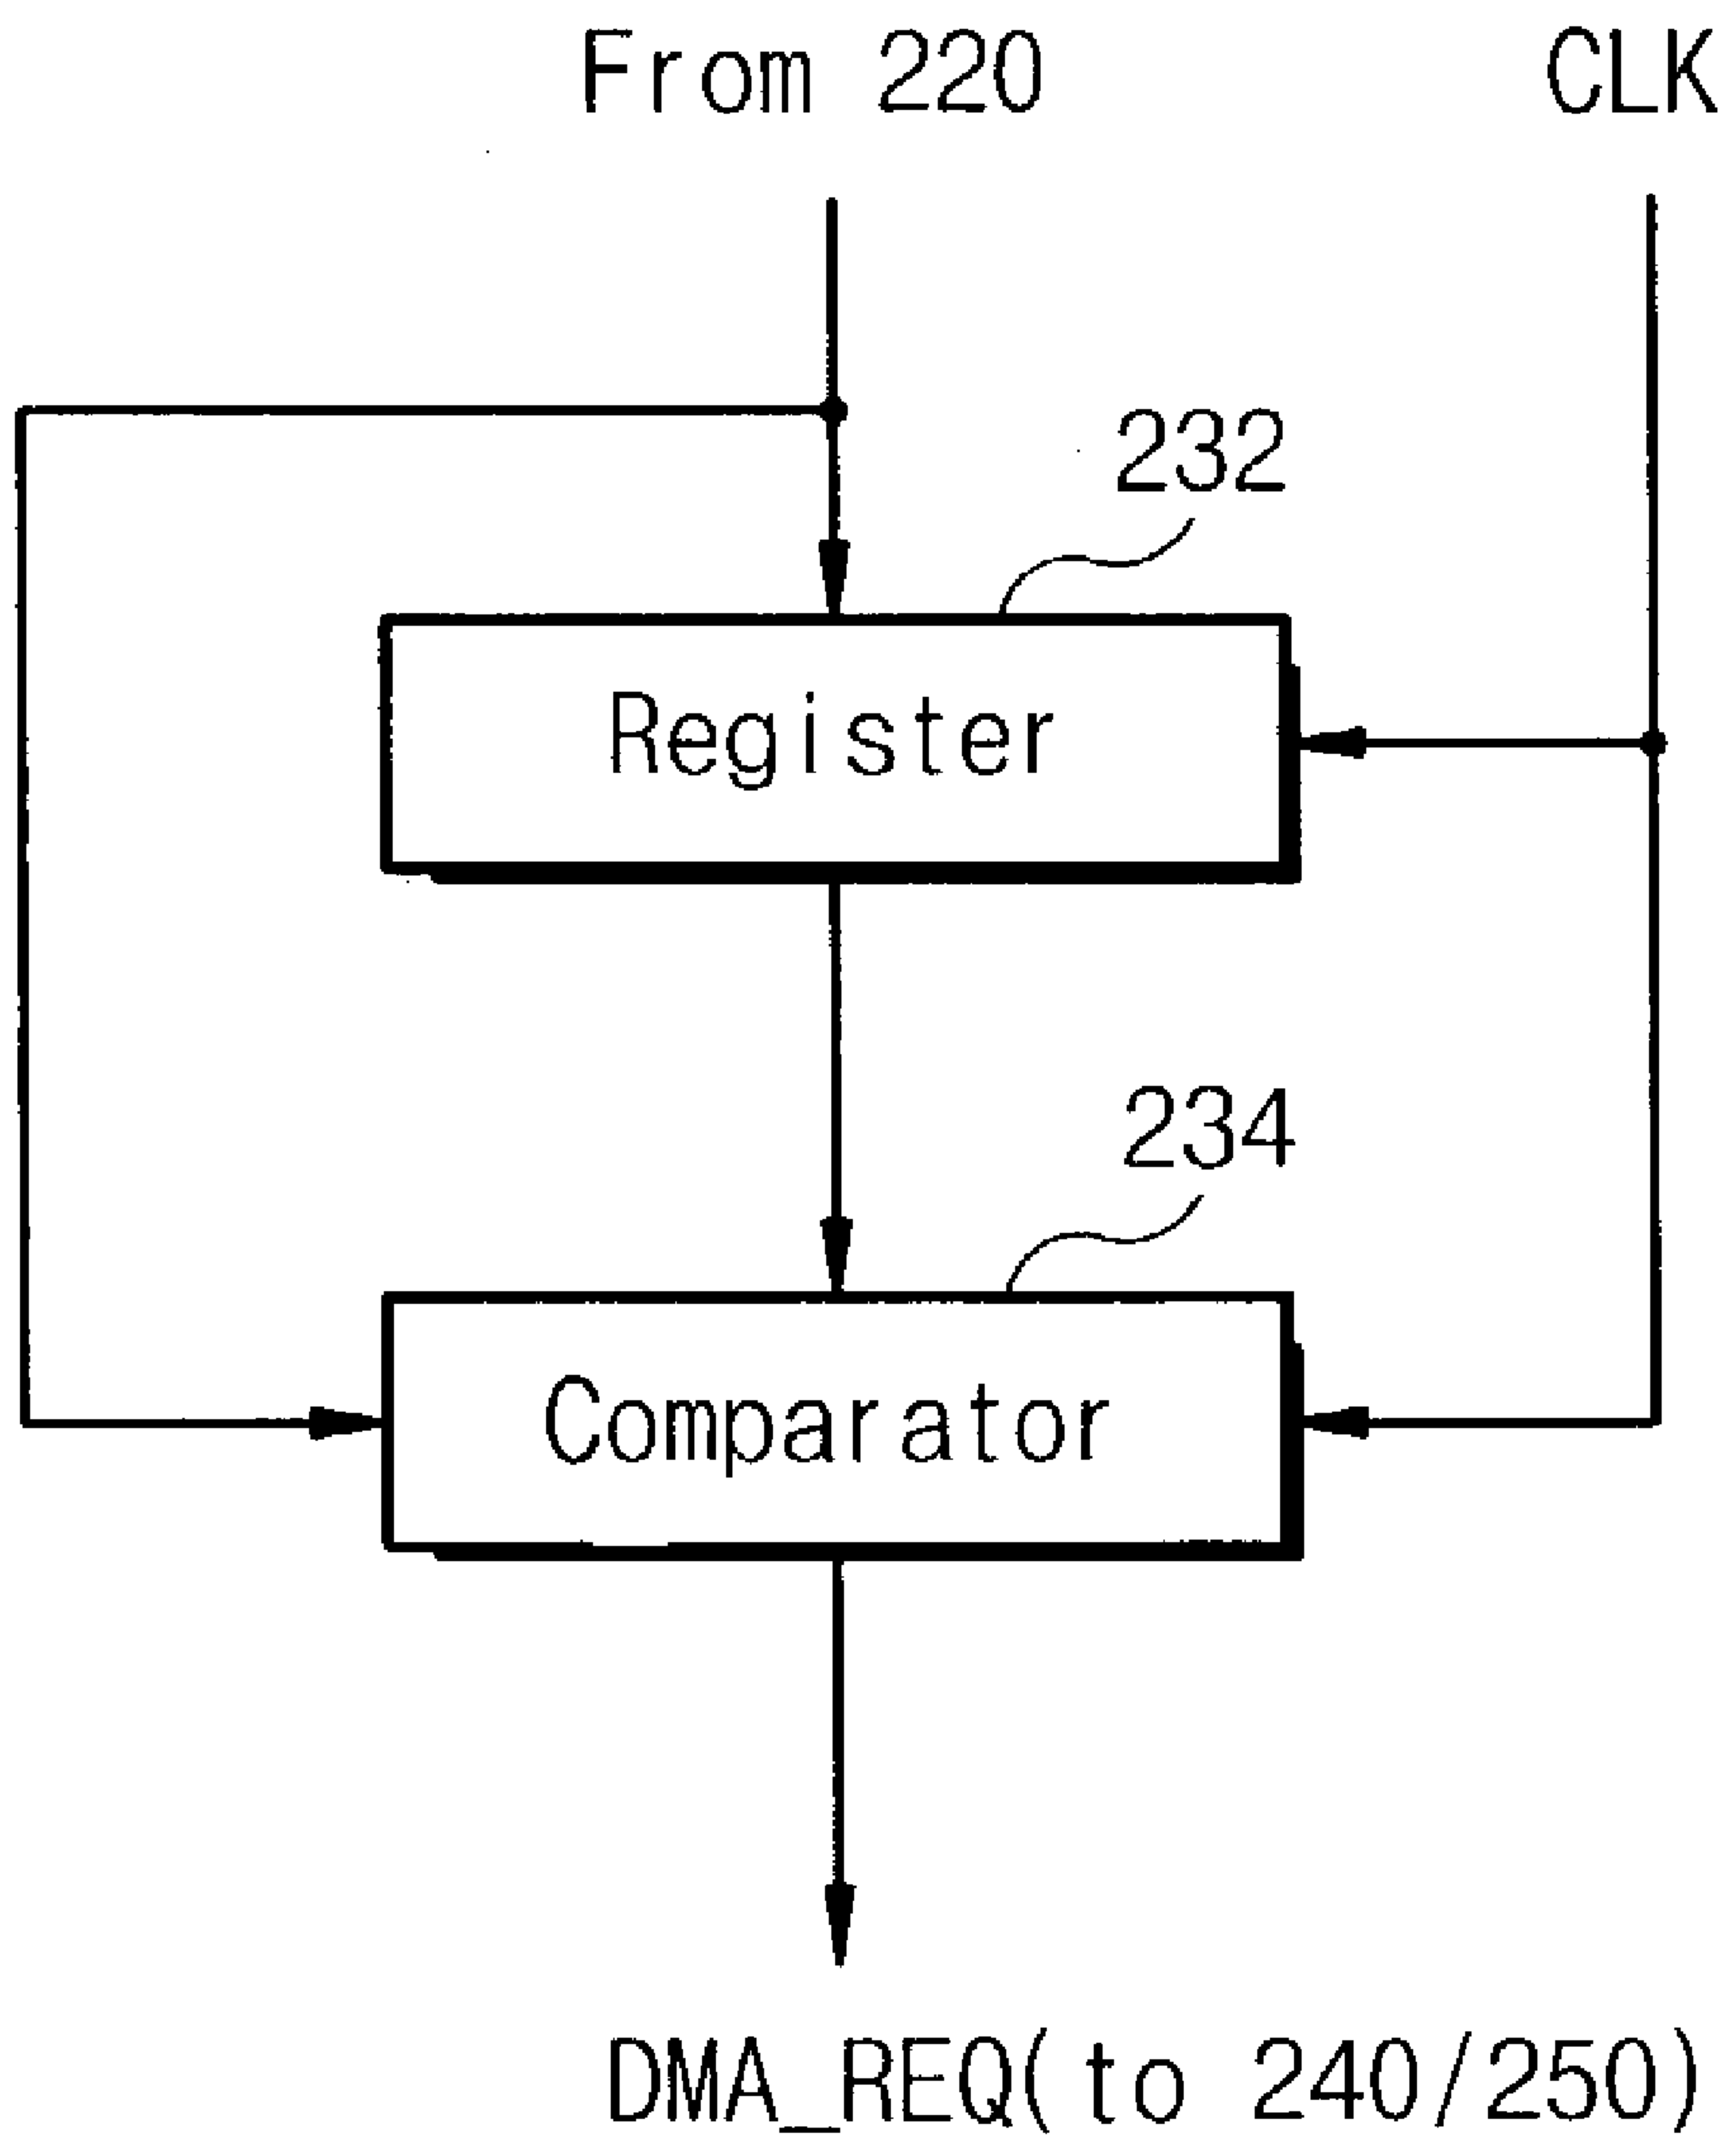 From 220
CLK
232
Register
234
Comparator
DMA_REQ(to 240/250)